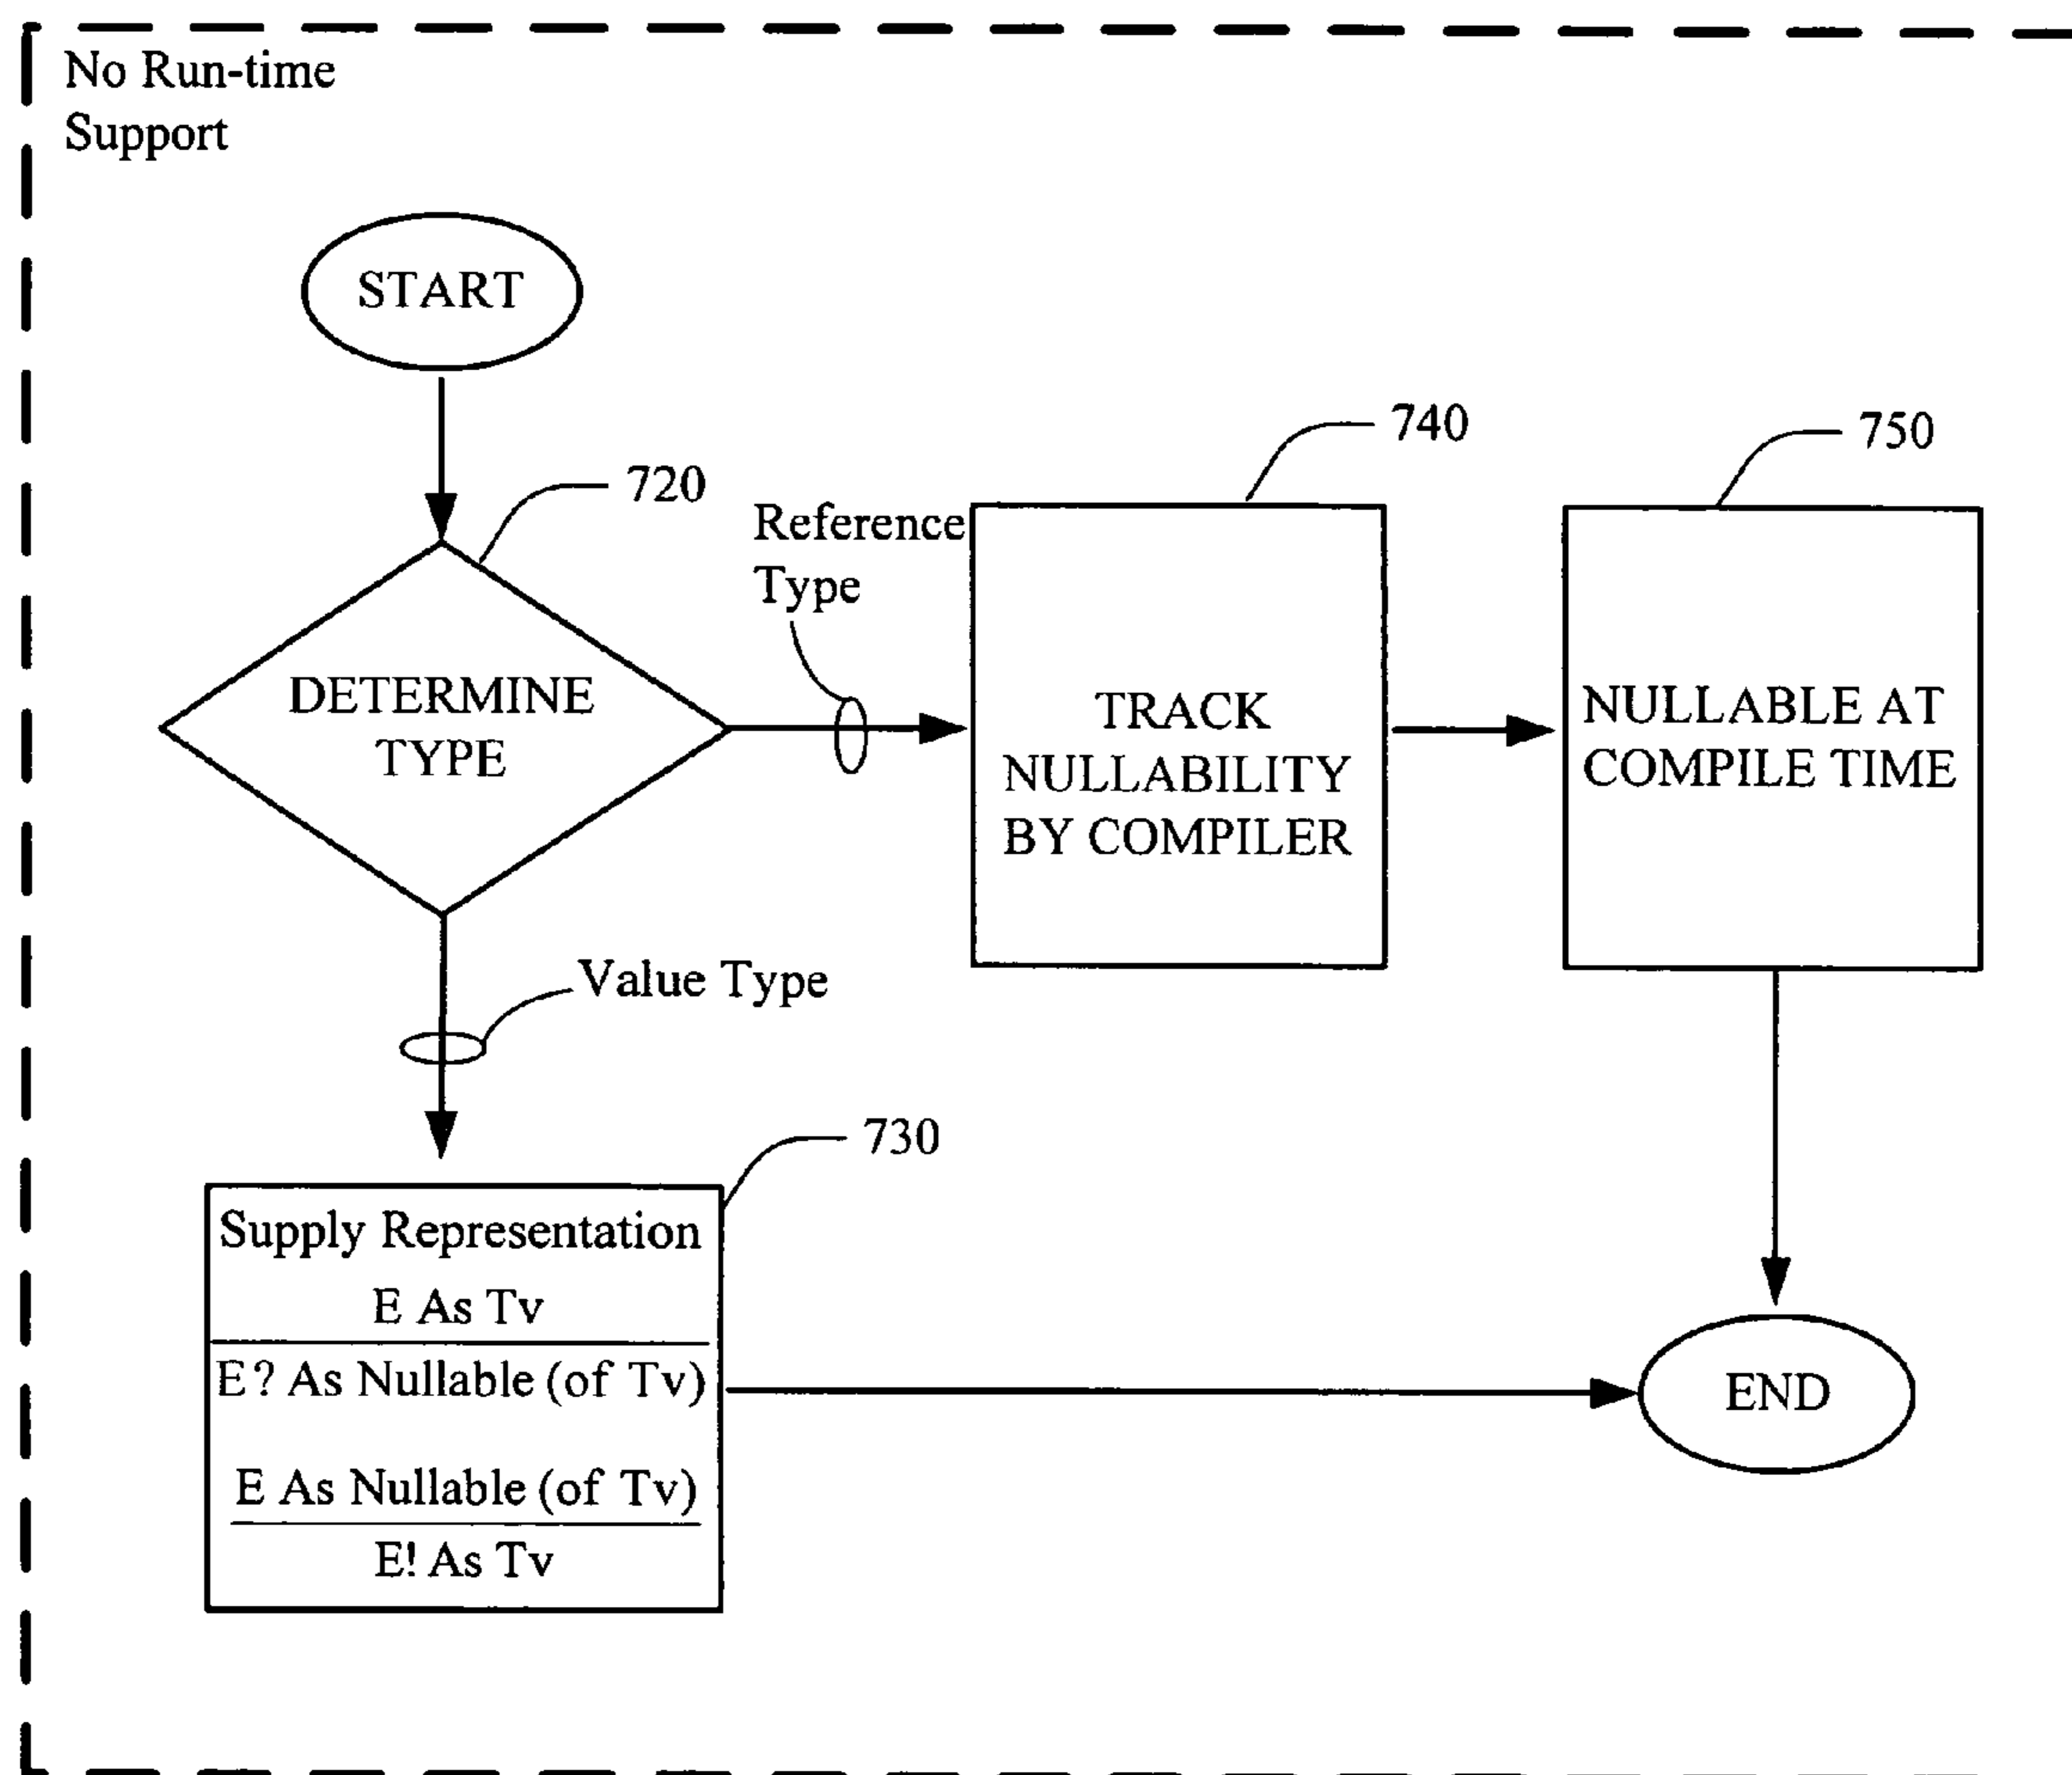 No Run-time
Support
START
720
740
750
Reference
Type
DETERMINE
TYPE
TRACK
NULLABILITY
BY COMPILER
NULLABLE AT
COMPILE TIME
Value Type
730
Supply Representation
E As Tv
E? As Nullable (of Tv)
E As Nullable (of Tv)
E! As Tv
END